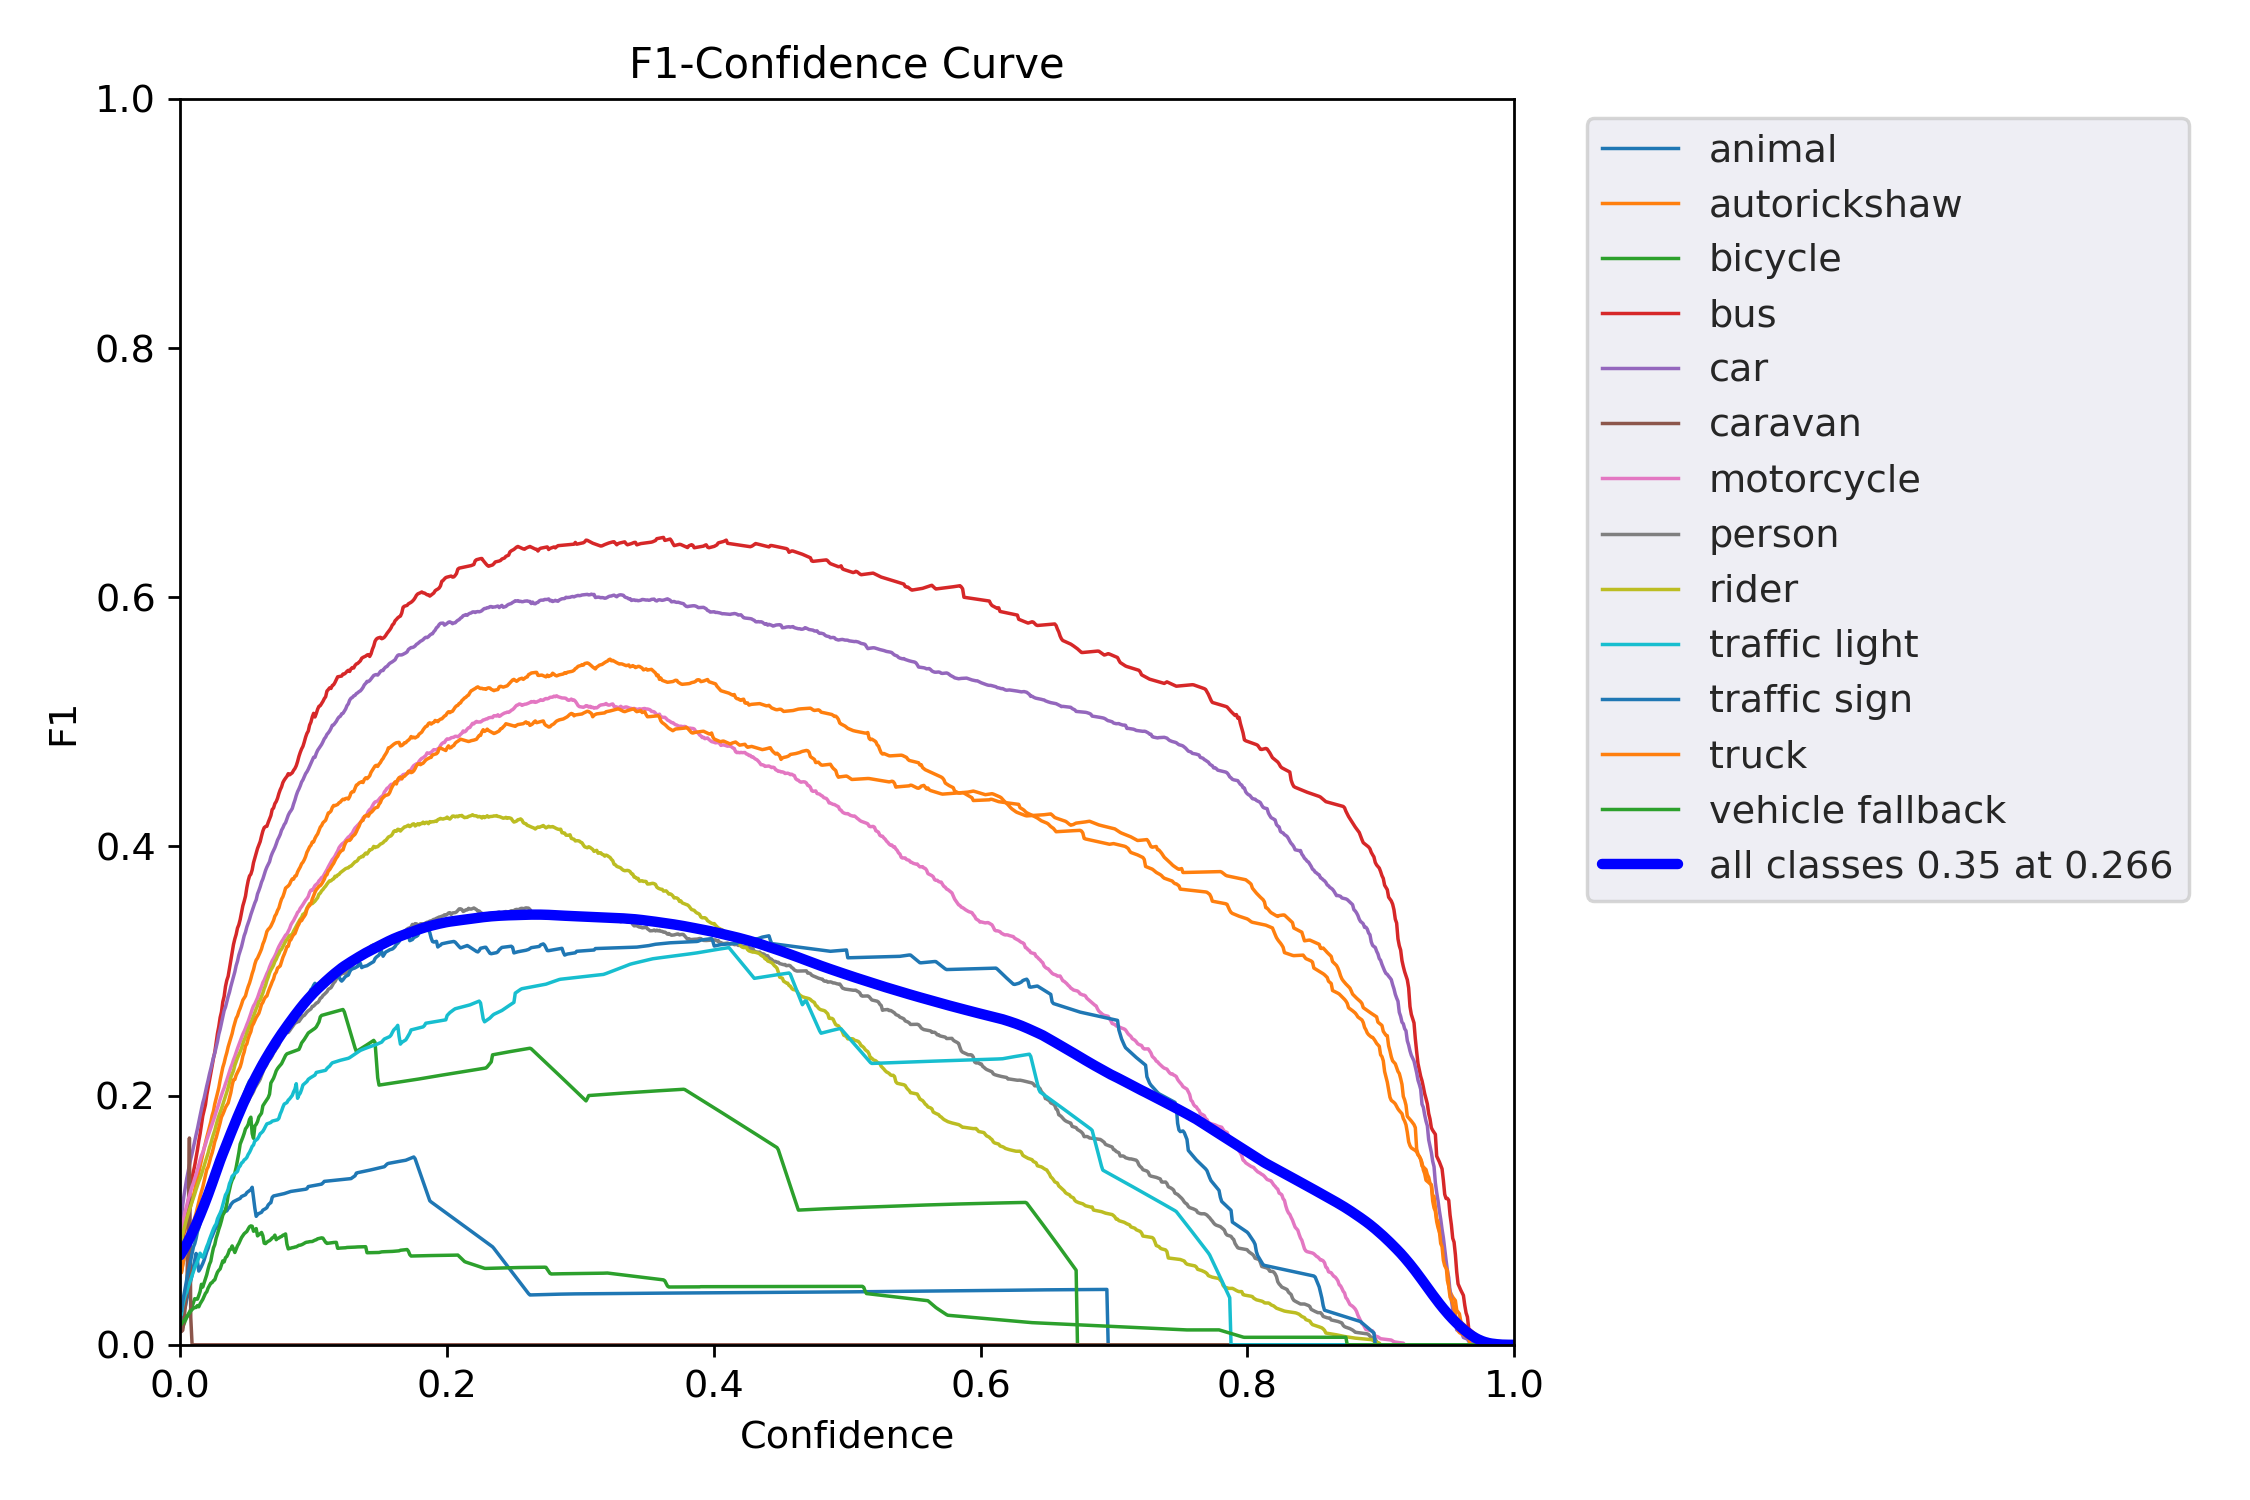 F1-Confidence Curve
1.0
0.8
0.6
0.4
0.2
0.0
F1
0.0 0.2 0.4 0.6 0.8 1.0
Confidence
animal
autorickshaw
bicycle
bus
car
caravan
motorcycle
person
rider
traffic light
traffic sign
truck
vehicle fallback
all classes 0.35 at 0.266